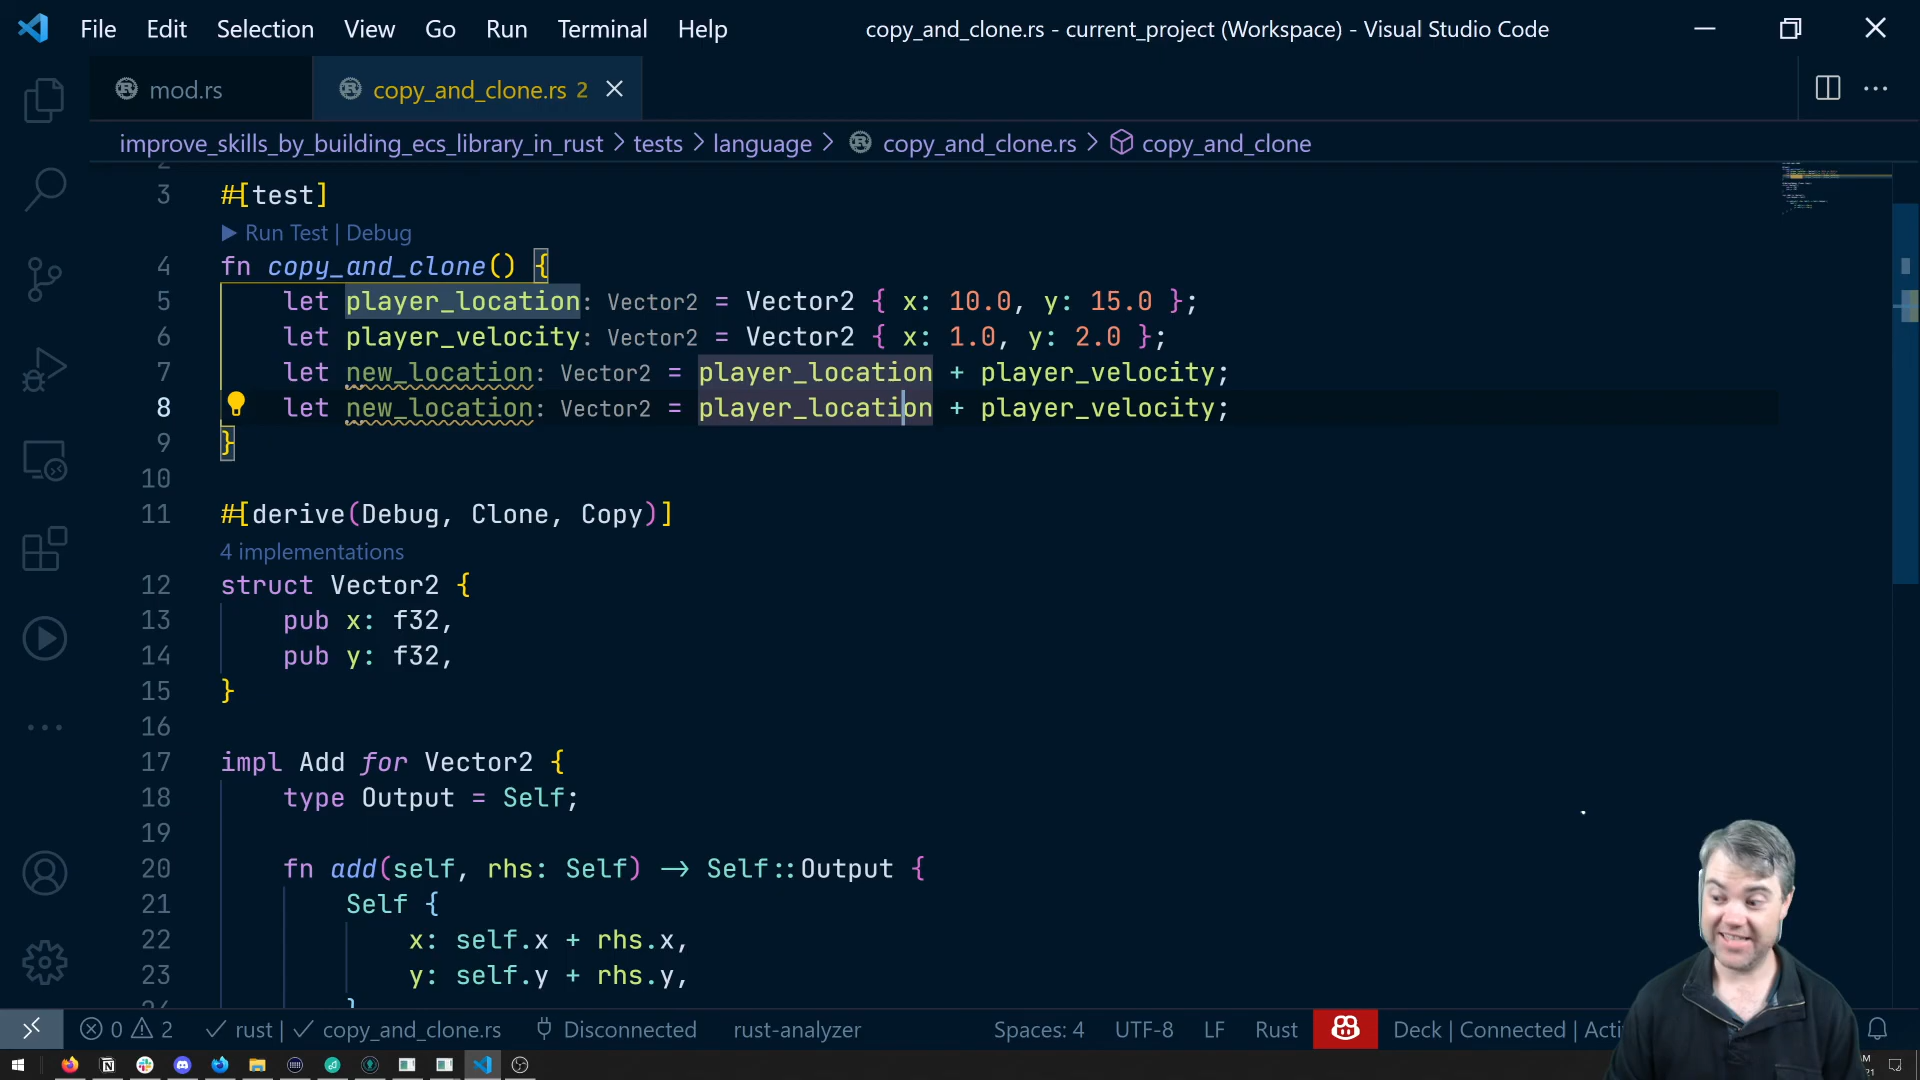 File Edit Selection View Go Run Terminal Help copy_and_clone.rs - current_project (Workspace) - Visual Studio Code
mod.rs copy_and_clone.rs 2
improve_skills_by_building_ecs_library_in_rust > tests > language > copy_and_clone.rs > copy_and_clone
3 #[test]
Run Test | Debug
4 fn copy_and_clone() {
5 let player_location: Vector2 = Vector2 { x: 10.0, y: 15.0 };
6 let player_velocity: Vector2 = Vector2 { x: 1.0, y: 2.0 };
7 let new_location: Vector2 = player_location + player_velocity;
8 let new_location: Vector2 = player_location + player_velocity;
9 }
10
11 #[derive(Debug, Clone, Copy)]
4 implementations
12 struct Vector2 {
13 pub x: f32,
14 pub y: f32,
15 }
16
17 impl Add for Vector2 {
18 type Output = Self;
19
20 fn add(self, rhs: Self) → Self::Output {
21 Self {
22 x: self.x + rhs.x,
23 y: self.y + rhs.y,
0 2 rust | copy_and_clone.rs Disconnected rust-analyzer Spaces: 4 UTF-8 LF Rust Deck | Connected | Acti